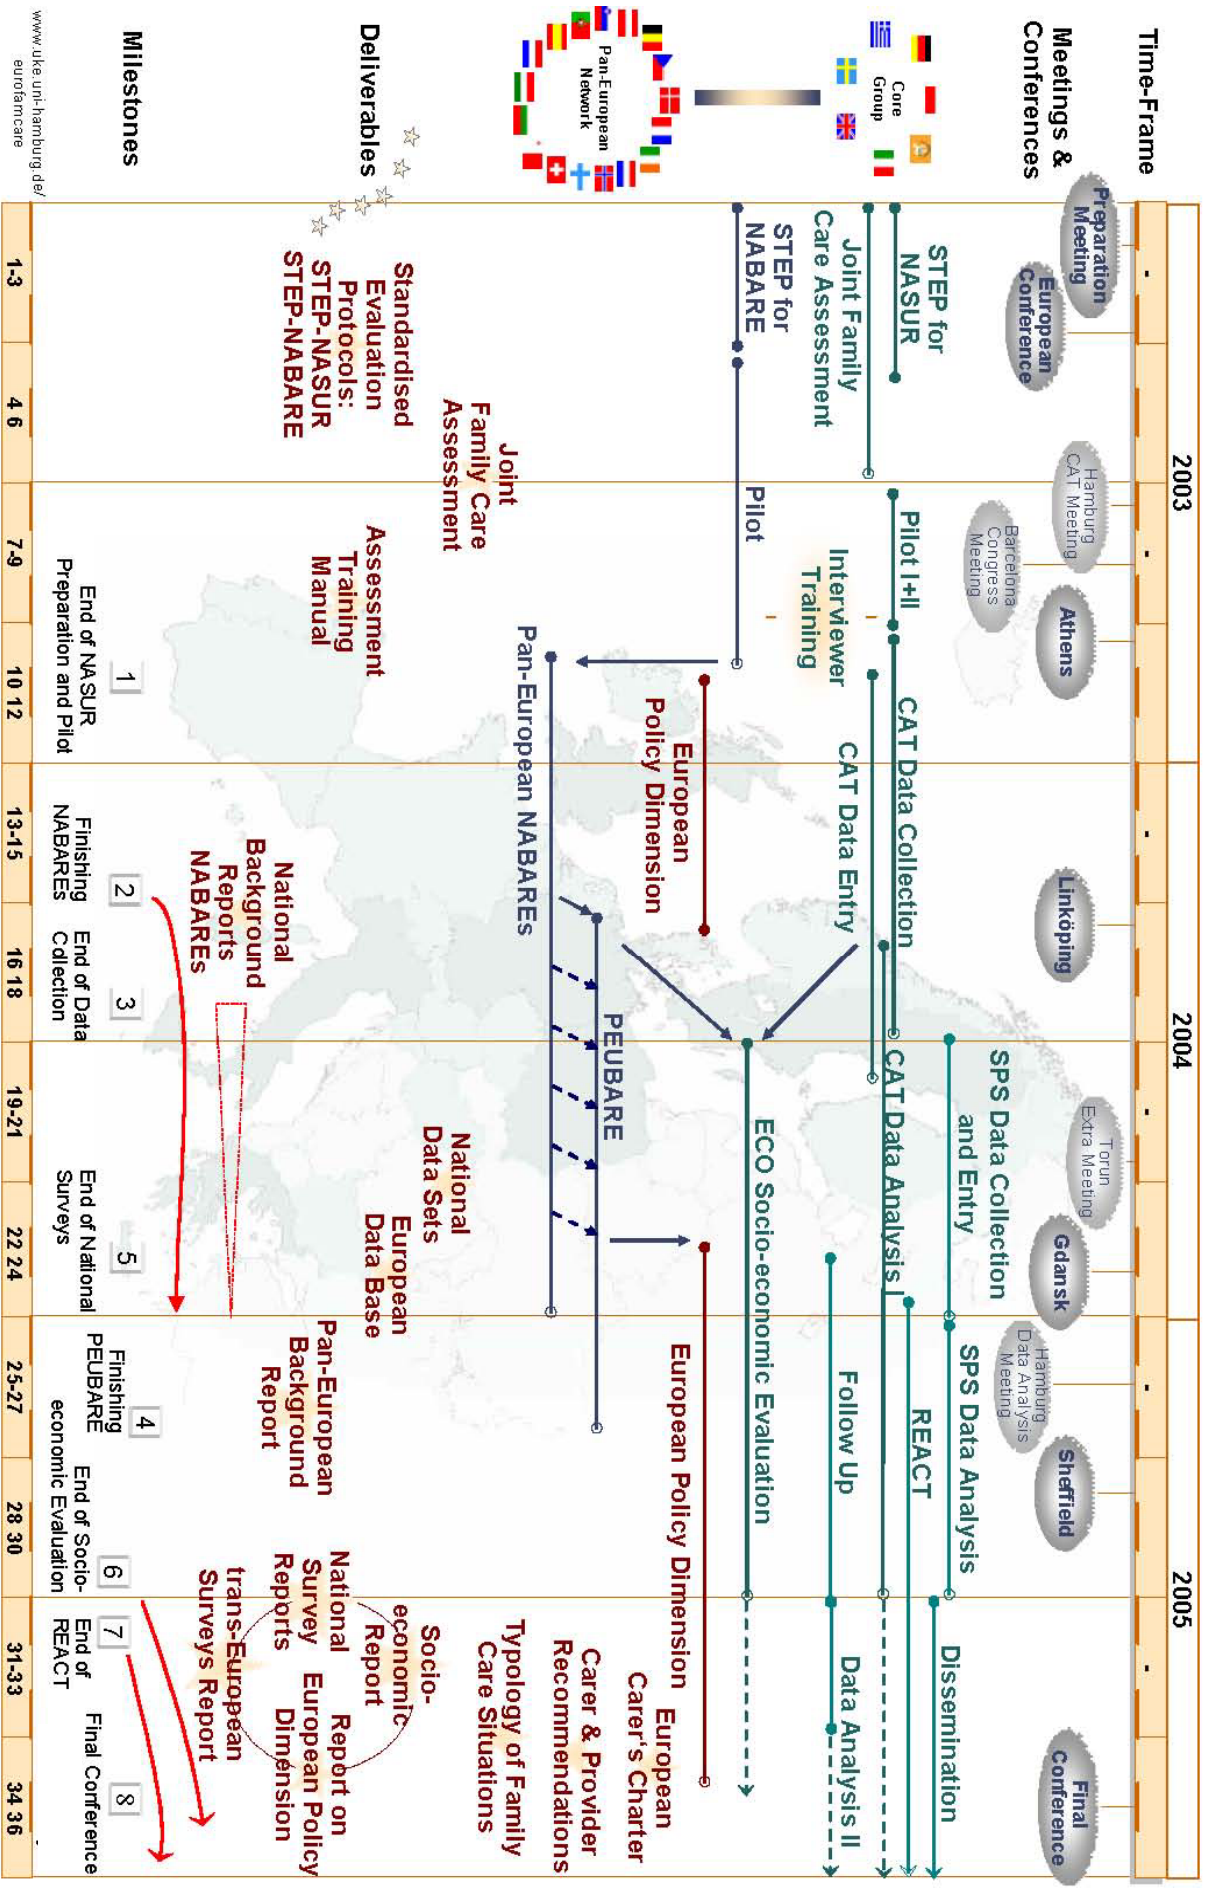 Time-Frame
2003
2004
2005
Meetings &
Conferences
Preparation
Meeting
European
Conference
Hamburg
CAT Meeting
Barcelona
Congress
Meeting
Athens
Linköping
Torun
Extra Meeting
Gdansk
Hamburg
Data Analysis
Meeting
Sheffield
Final
Conference
Core
Group
STEP for
NASUR
Joint Family
Care Assessment
Pilot I+II
Interviewer
Training
CAT Data Collection
CAT Data Entry
SPS Data Collection
and Entry
CAT Data Analysis I
SPS Data Analysis
REACT
Follow Up
Dissemination
Data Analysis II
ECO Socio-economic Evaluation
Pan-European
Network
STEP for
NABARE
Pilot
European
Policy Dimension
Pan-European NABAREs
PEUBARE
European Policy Dimension
Deliverables
Standardised
Evaluation
Protocols:
STEP-NASUR
STEP-NABARE
Joint
Family Care
Assessment
Assessment
Training
Manual
National
Background
Reports
NABAREs
National
Data Sets
European
Data Base
Pan-European
Background
Report
European
Carer's Charter
Carer & Provider
Recommendations
Typology of Family
Care Situations
Socio-
economic
Report
National
Survey
Reports
Report on
European Policy
Dimension
trans-European
Surveys Report
Milestones
1
End of NASUR
Preparation and Pilot
2
Finishing
NABAREs
3
End of Data
Collection
5
End of National
Surveys
4
Finishing
PEUBARE
6
End of Socio-
economic Evaluation
7
End of
REACT
8
Final Conference
www.uke.uni-hamburg.de/
eurofamcare
1-3
4 6
7-9
10 12
13-15
16 18
19-21
22 24
25-27
28 30
31-33
34 36